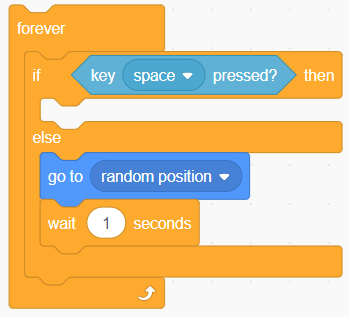 forever
if key space pressed? then
else
go to random position
wait 1 seconds